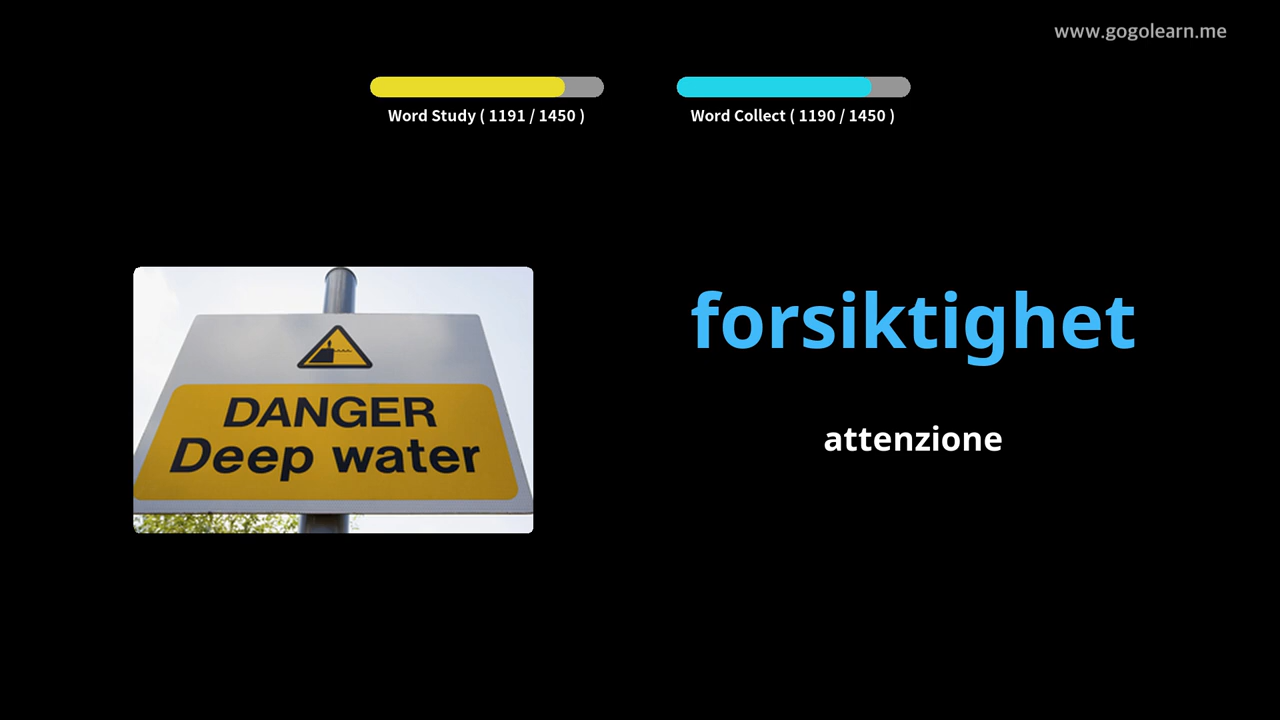 www.gogolearn.me
Word Study ( 1191 / 1450 )
Word Collect ( 1190 / 1450 )
DANGER
Deep water
forsiktighet
attenzione